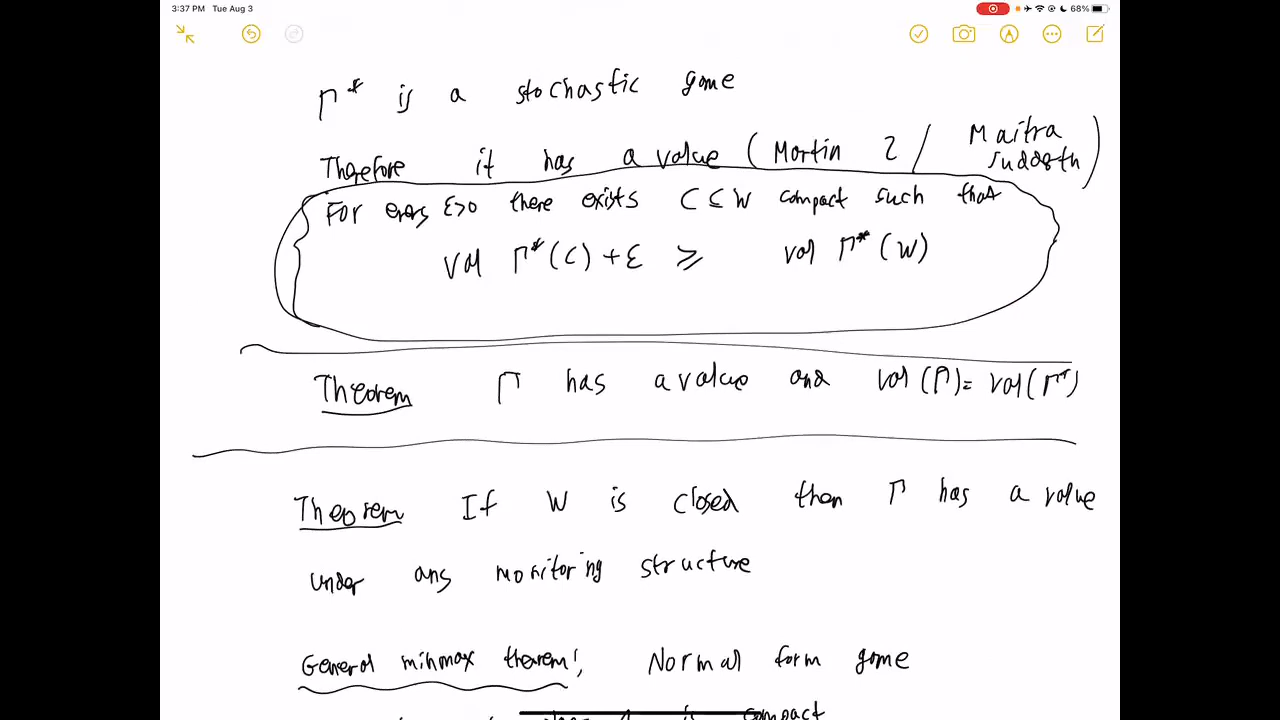 3:37 PM Tue Aug 3
68%
Γ* is a stochastic game
Therefore it has a value (Martin 2 / Maitra Sudderth)
For every ε>0 there exists C ⊆ W compact such that
val Γ*(C) + ε ≥ val Γ*(W)
Theorem Γ has a value and val(Γ) = val(Γ*)
Theorem If W is closed then Γ has a value
under any monitoring structure
General minmax theorem: Normal form game
is compact